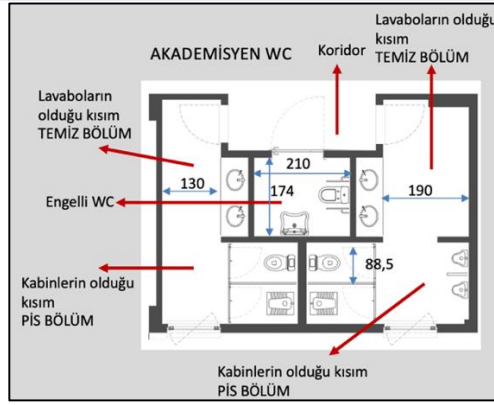 AKADEMİSYEN WC
Koridor
Lavaboların olduğu
kısım
TEMİZ BÖLÜM
Lavaboların
olduğu kısım
TEMİZ BÖLÜM
210
174
130
190
Engelli WC
88,5
Kabinlerin olduğu
kısım
PİS BÖLÜM
Kabinlerin olduğu kısım
PİS BÖLÜM